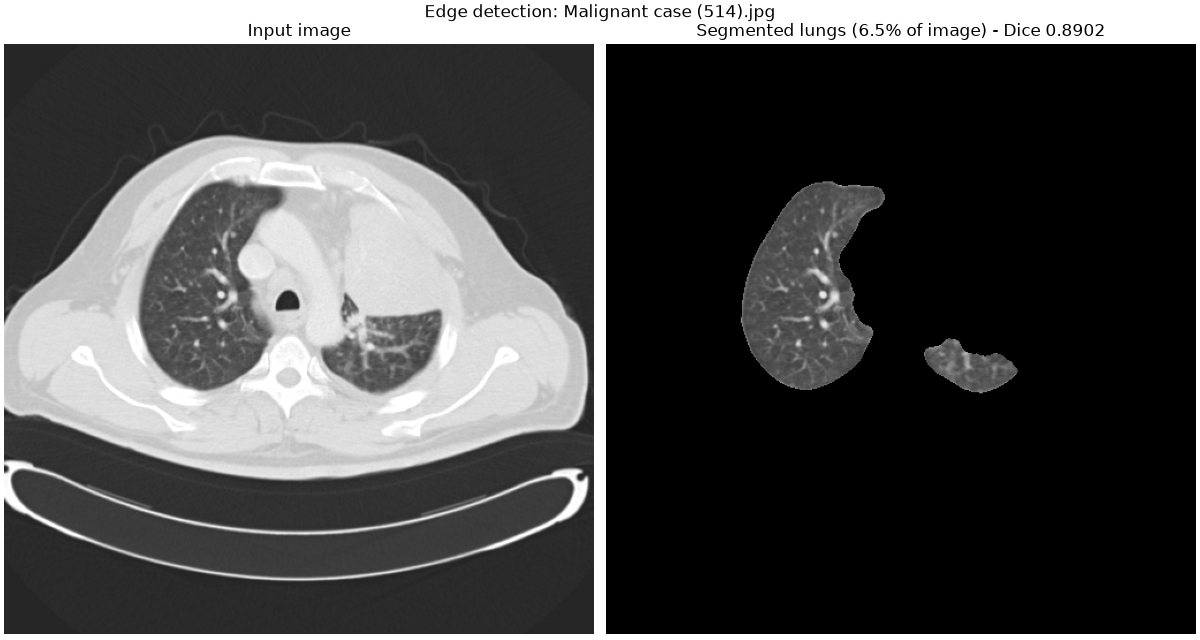 Edge detection: Malignant case (514).jpg
Input image
Segmented lungs (6.5% of image) - Dice 0.8902